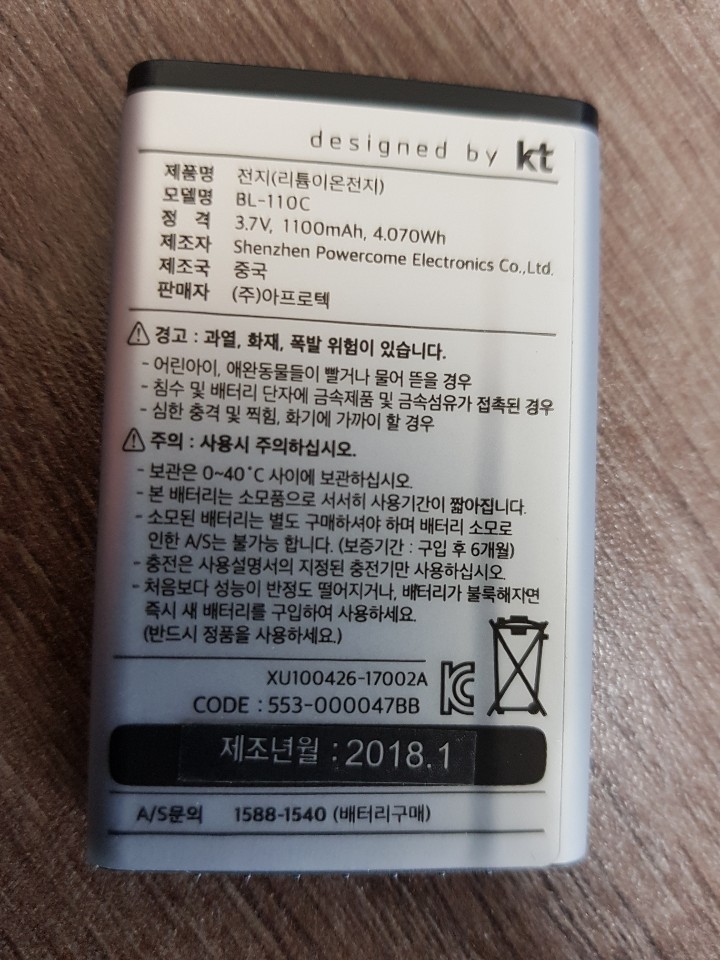 designed by kt
제품명 전지(리튬이온전지)
모델명 BL-110C
정 격 3.7V, 1100mAh, 4.070Wh
제조자 Shenzhen Powercome Electronics Co.,Ltd.
제조국 중국
판매자 (주)아프로텍
경고 : 과열, 화재, 폭발 위험이 있습니다.
- 어린아이, 애완동물들이 빨거나 물어 뜯을 경우
- 침수 및 배터리 단자에 금속제품 및 금속섬유가 접촉된 경우
- 심한 충격 및 찍힘, 화기에 가까이 할 경우
주의 : 사용시 주의하십시오.
- 보관은 0~40˚C 사이에 보관하십시오.
- 본 배터리는 소모품으로 서서히 사용기간이 짧아집니다.
- 소모된 배터리는 별도 구매하셔야 하며 배터리 소모로
인한 A/S는 불가능 합니다. (보증기간 : 구입 후 6개월)
- 충전은 사용설명서의 지정된 충전기만 사용하십시오.
- 처음보다 성능이 반정도 떨어지거나, 배터리가 불룩해지면
즉시 새 배터리를 구입하여 사용하세요.
(반드시 정품을 사용하세요.)
XU100426-17002A
CODE : 553-000047BB
제조년월 : 2018.1
A/S문의 1588-1540 (배터리구매)